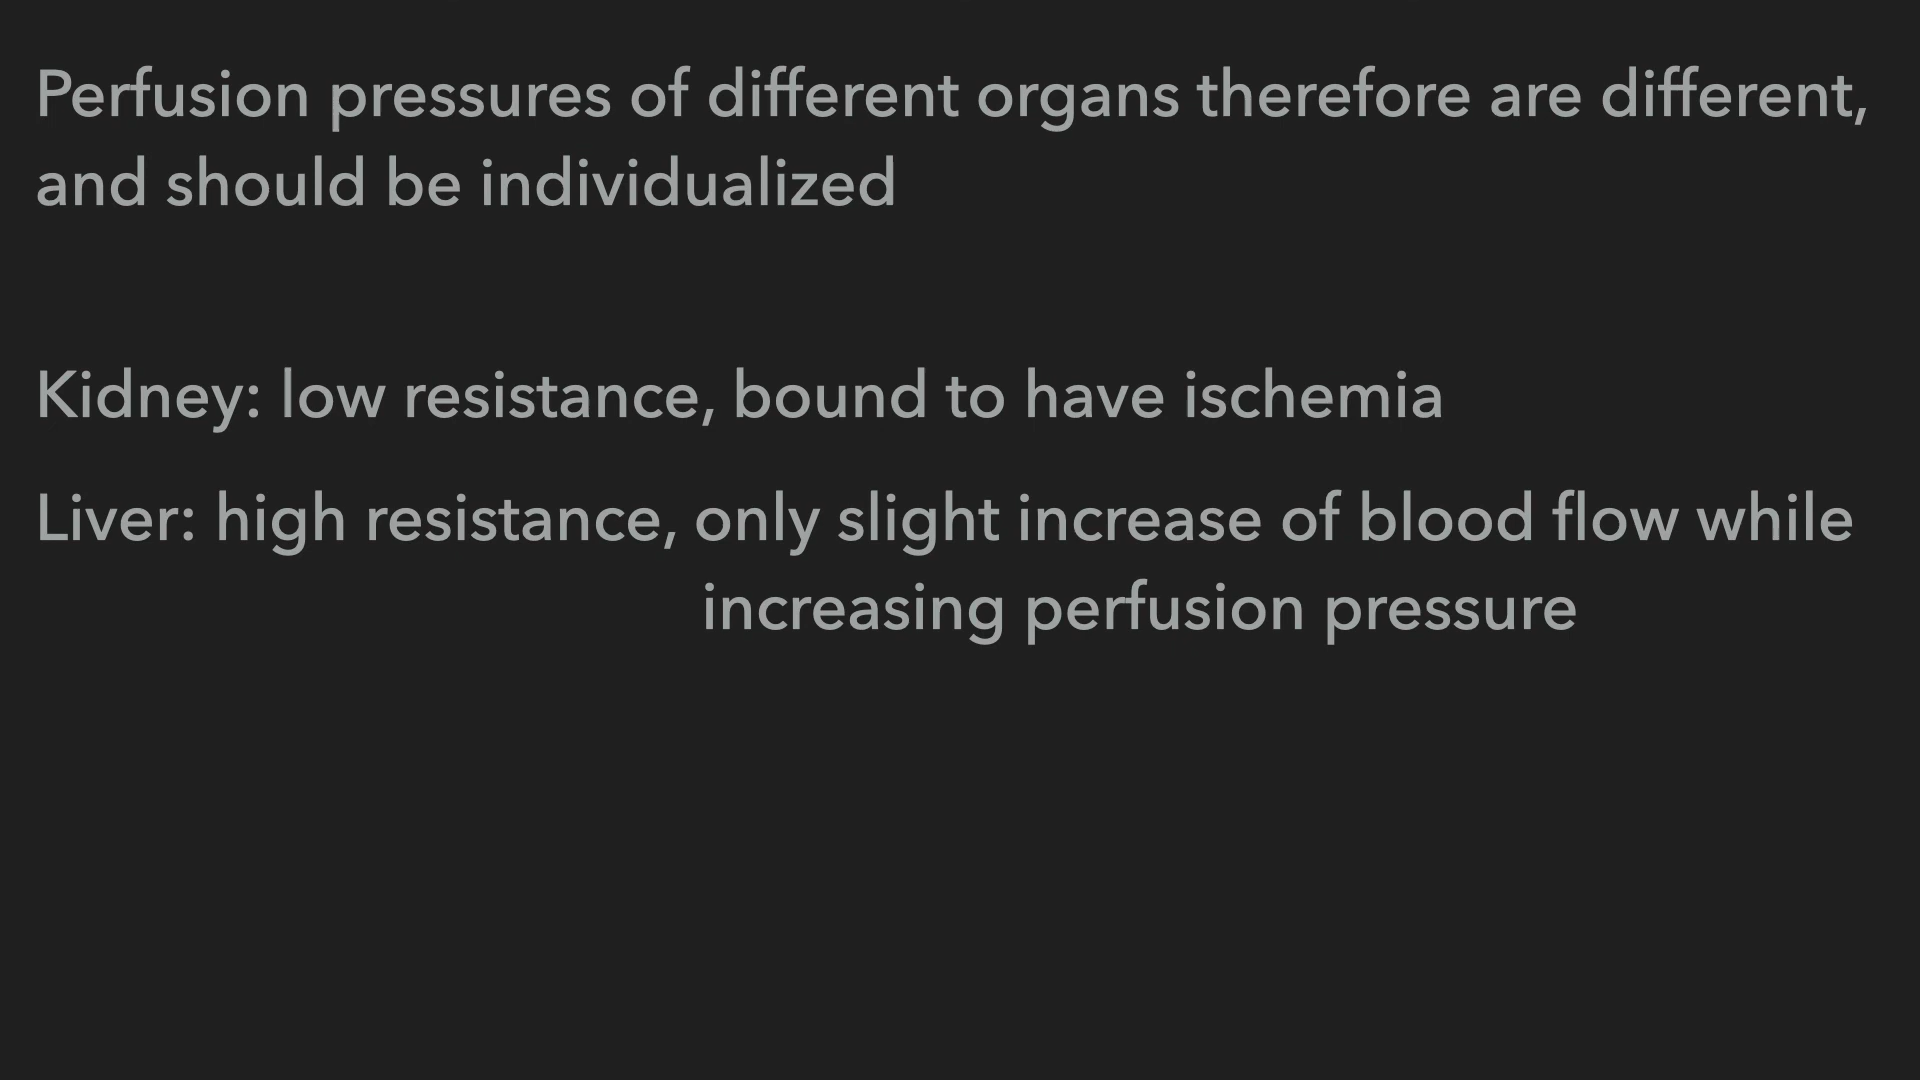 Perfusion pressures of different organs therefore are different,
and should be individualized
Kidney: low resistance, bound to have ischemia
Liver: high resistance, only slight increase of blood flow while
increasing perfusion pressure